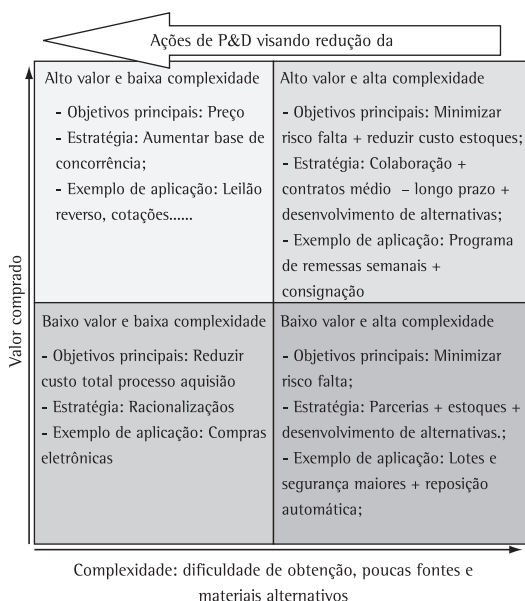 Ações de P&D visando redução da
Alto valor e baixa complexidade
- Objetivos principais: Preço
- Estratégia: Aumentar base de
concorrência;
- Exemplo de aplicação: Leilão
reverso, cotações......
Alto valor e alta complexidade
- Objetivos principais: Minimizar
risco falta + reduzir custo estoques;
- Estratégia: Colaboração +
contratos médio – longo prazo +
desenvolvimento de alternativas;
- Exemplo de aplicação: Programa
de remessas semanais +
consignação
Baixo valor e baixa complexidade
- Objetivos principais: Reduzir
custo total processo aquisião
- Estratégia: Racionalizaçãos
- Exemplo de aplicação: Compras
eletrônicas
Baixo valor e alta complexidade
- Objetivos principais: Minimizar
risco falta;
- Estratégia: Parcerias + estoques +
desenvolvimento de alternativas.;
- Exemplo de aplicação: Lotes e
segurança maiores + reposição
automática;
Valor comprado
Complexidade: dificuldade de obtenção, poucas fontes e
materiais alternativos